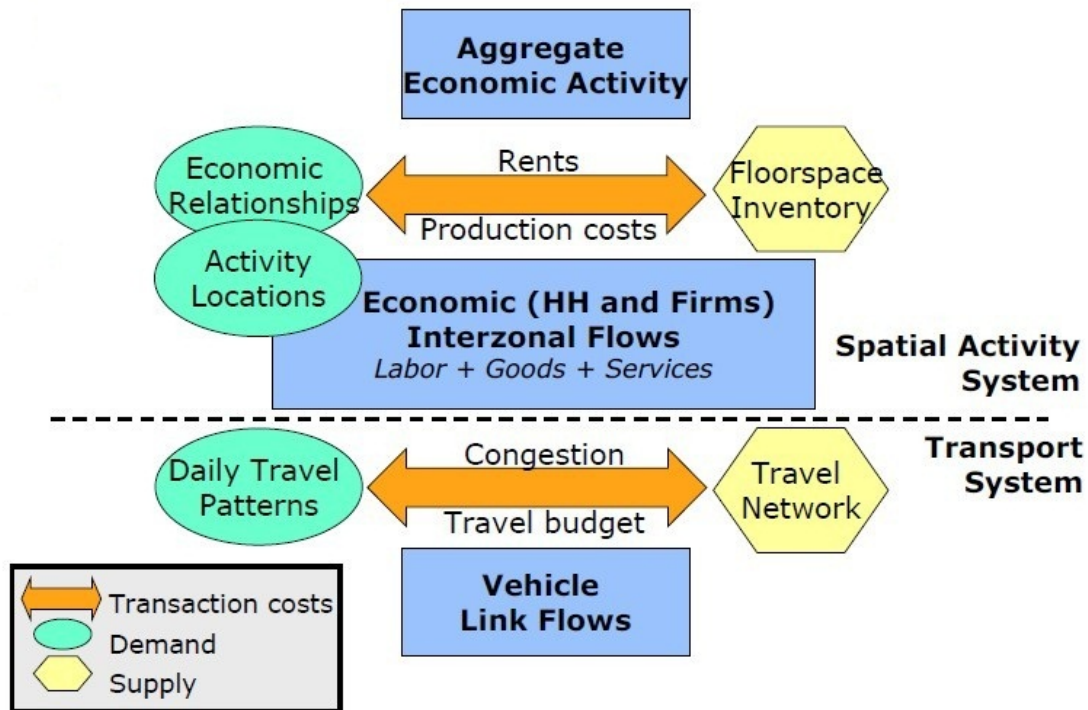 Aggregate
Economic Activity
Economic
Relationships
Rents
Production costs
Floorspace
Inventory
Activity
Locations
Economic (HH and Firms)
Interzonal Flows
Labor + Goods + Services
Spatial Activity
System
Transport
System
Daily Travel
Patterns
Congestion
Travel budget
Travel
Network
Vehicle
Link Flows
Transaction costs
Demand
Supply